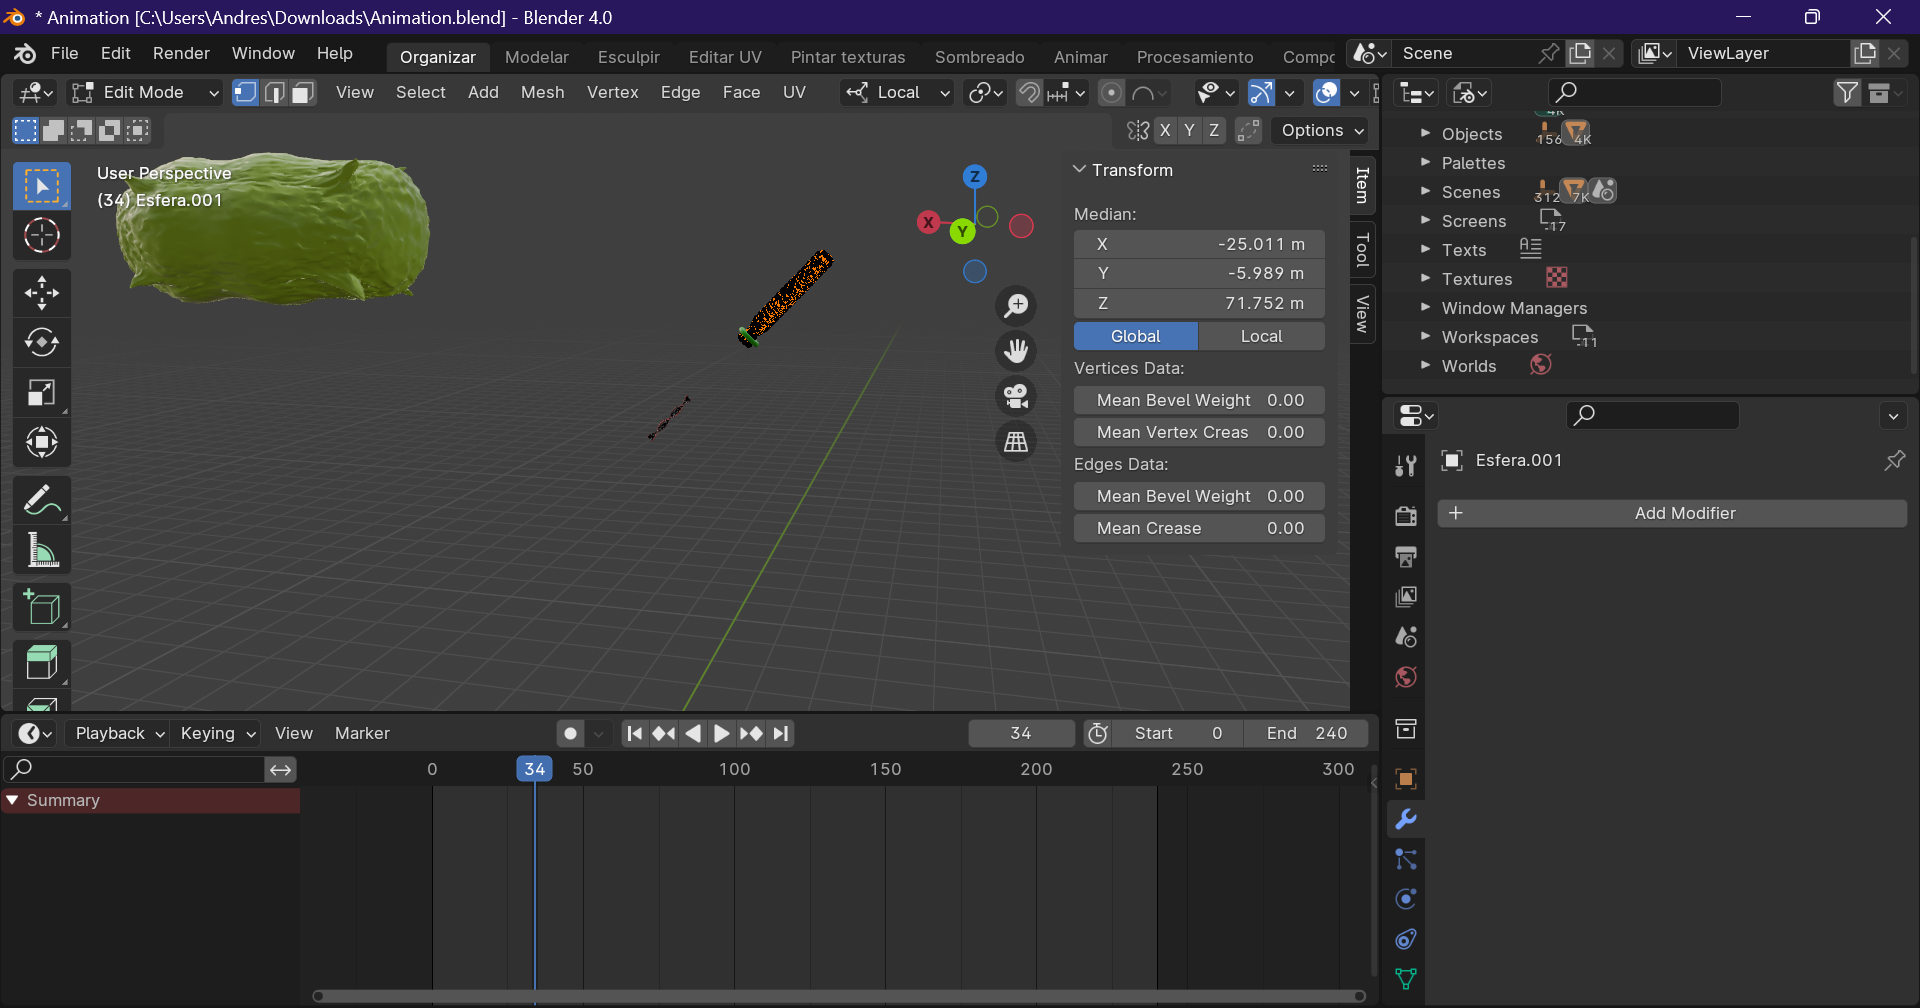 * Animation [C:\Users\Andres\Downloads\Animation.blend] - Blender 4.0
File Edit Render Window Help
Organizar Modelar Esculpir Editar UV Pintar texturas Sombreado Animar Procesamiento Compo
Scene
ViewLayer
Edit Mode
View Select Add Mesh Vertex Edge Face UV
Local
X Y Z
Options
User Perspective
(34) Esfera.001
Z
X
Y
Transform
Median:
X -25.011 m
Y -5.989 m
Z 71.752 m
Global Local
Vertices Data:
Mean Bevel Weight 0.00
Mean Vertex Creas 0.00
Edges Data:
Mean Bevel Weight 0.00
Mean Crease 0.00
Item
Tool
View
4K
Objects 156 4K
Palettes
Scenes 312 7K
Screens 17
Texts
Textures
Window Managers
Workspaces 11
Worlds
Esfera.001
Add Modifier
Playback Keying View Marker
34
Start 0
End 240
0 34 50 100 150 200 250 300
Summary